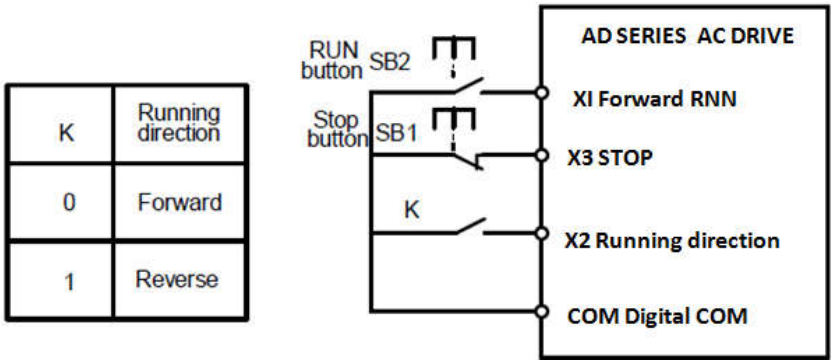 K
Running
direction
0
Forward
1
Reverse
RUN
button SB2
Stop
button SB1
K
AD SERIES AC DRIVE
XI Forward RNN
X3 STOP
X2 Running direction
COM Digital COM